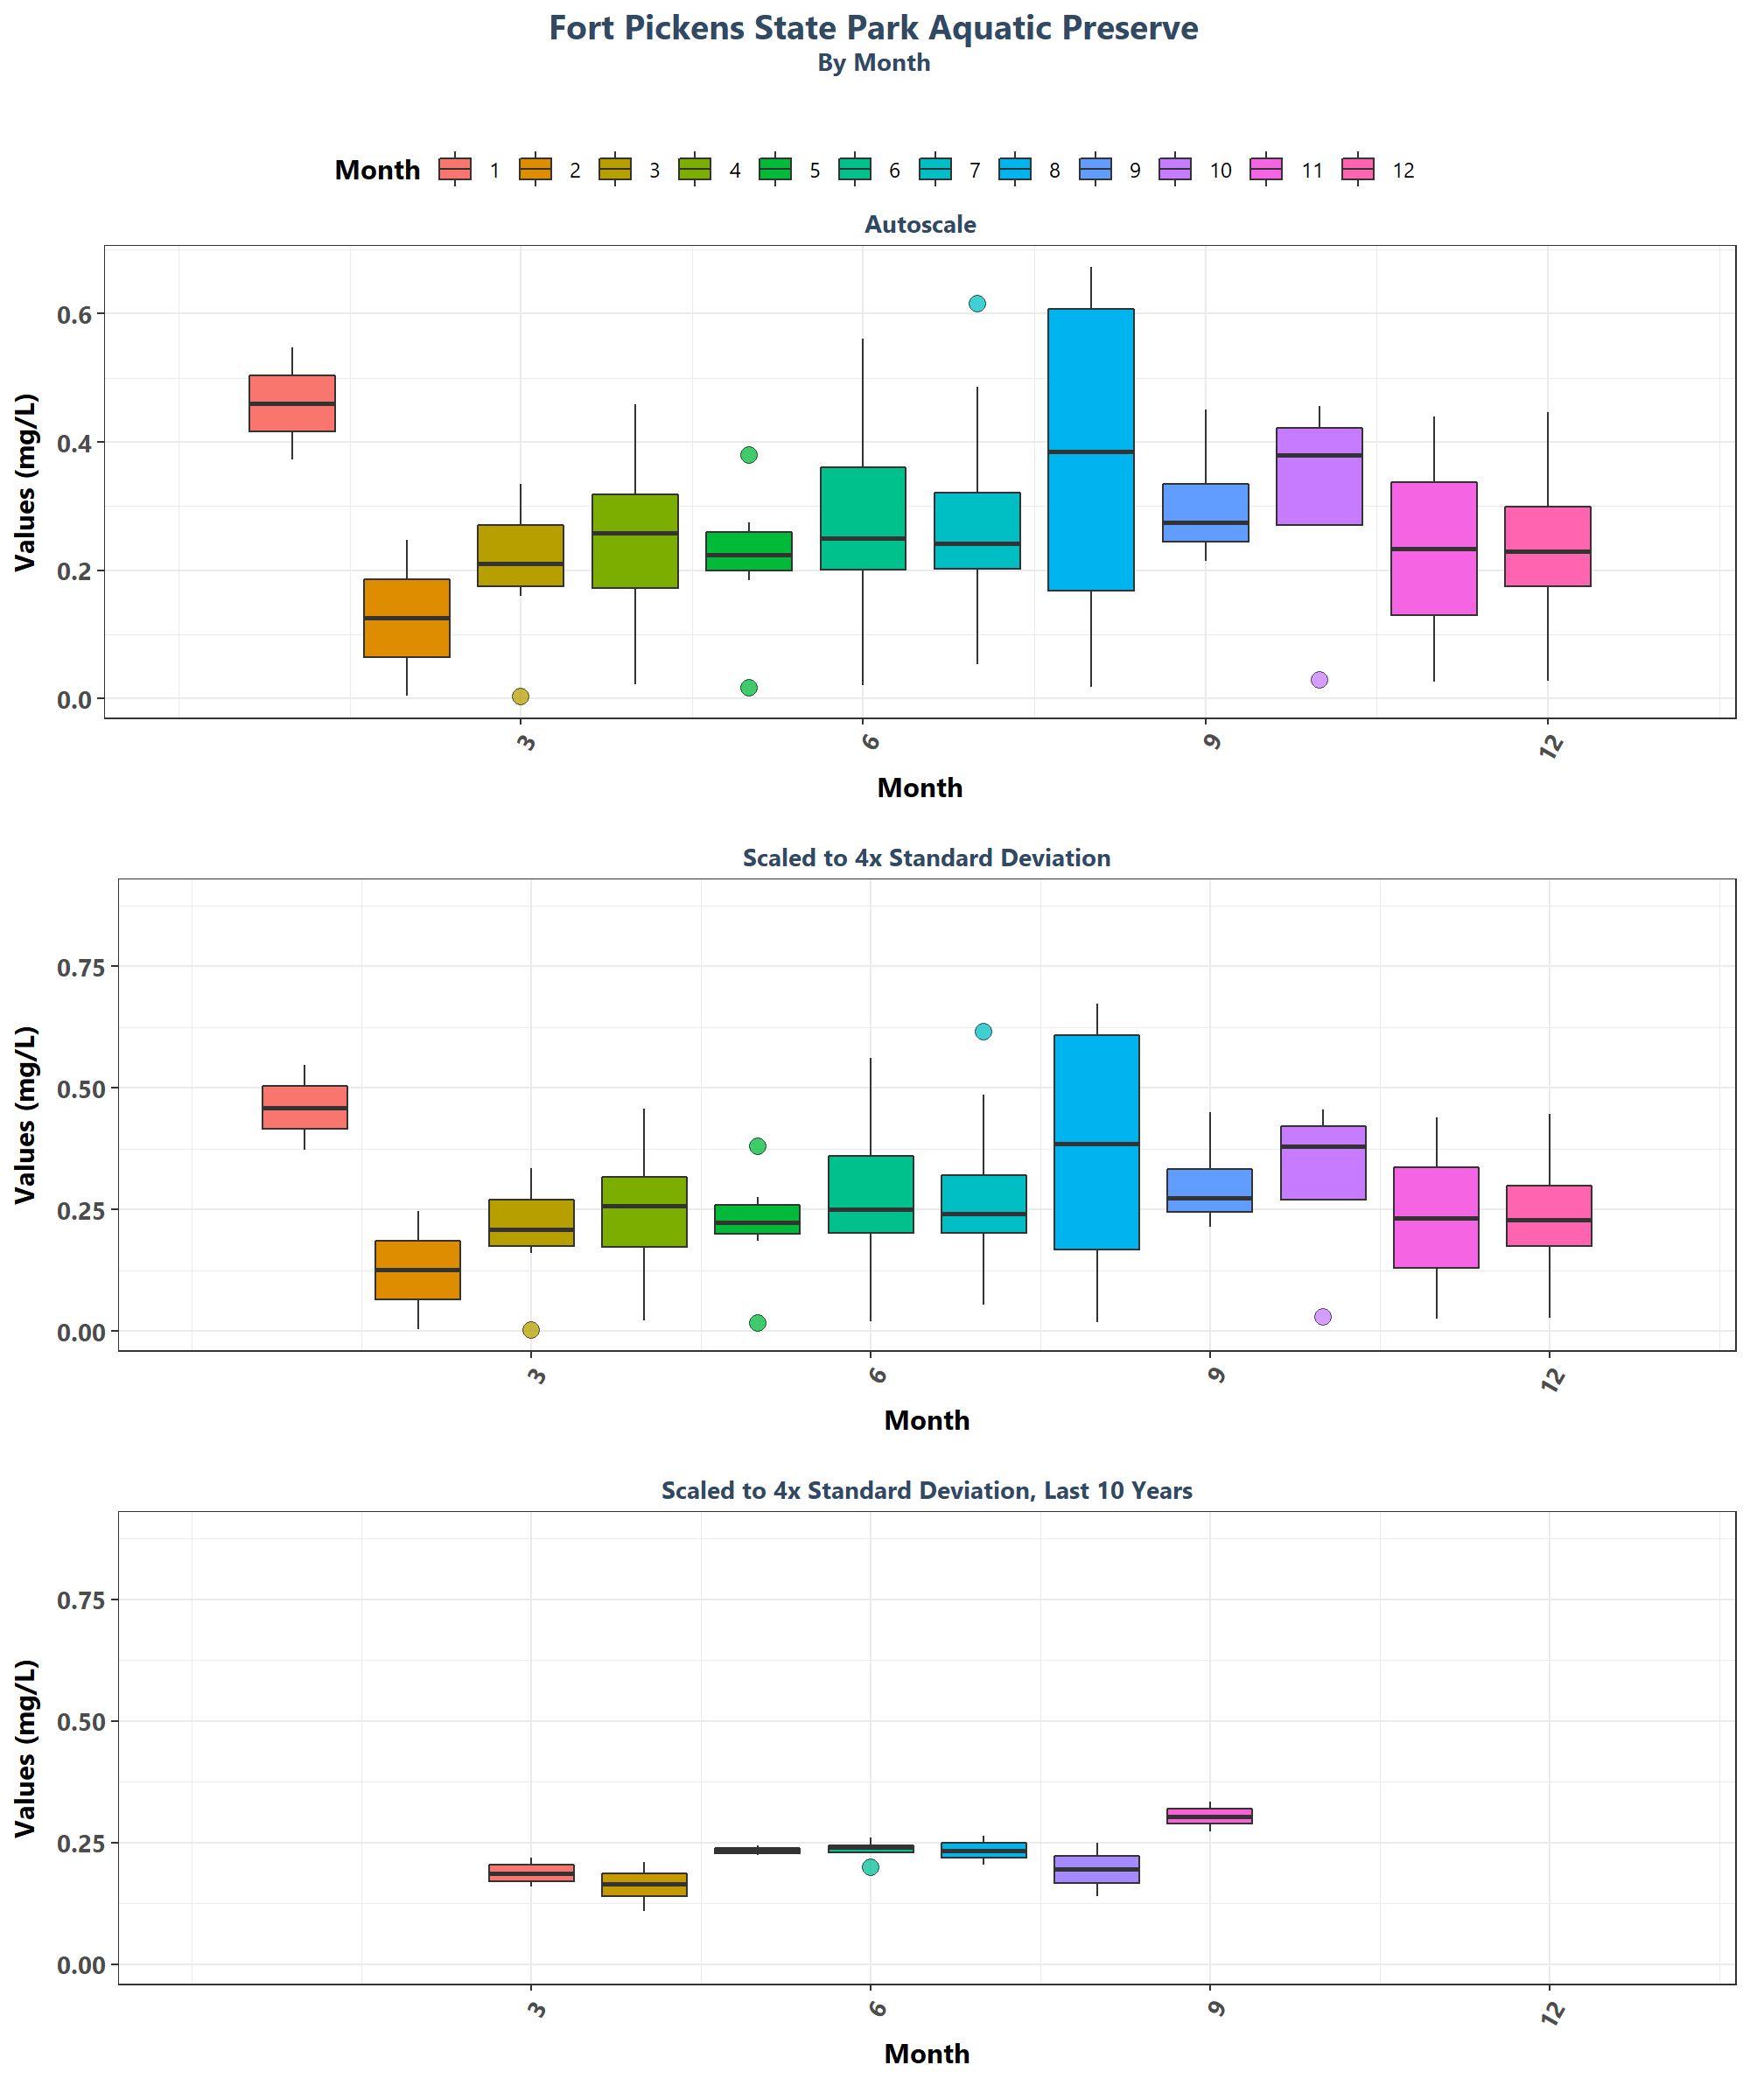 Fort Pickens State Park Aquatic Preserve
By Month
Month 1 2 3 4 5 6 7 8 9 10 11 12
Autoscale
Values (mg/L)
0.6
0.4
0.2
0.0
3 6 9 12
Month
Scaled to 4x Standard Deviation
Values (mg/L)
0.75
0.50
0.25
0.00
3 6 9 12
Month
Scaled to 4x Standard Deviation, Last 10 Years
Values (mg/L)
0.75
0.50
0.25
0.00
3 6 9 12
Month